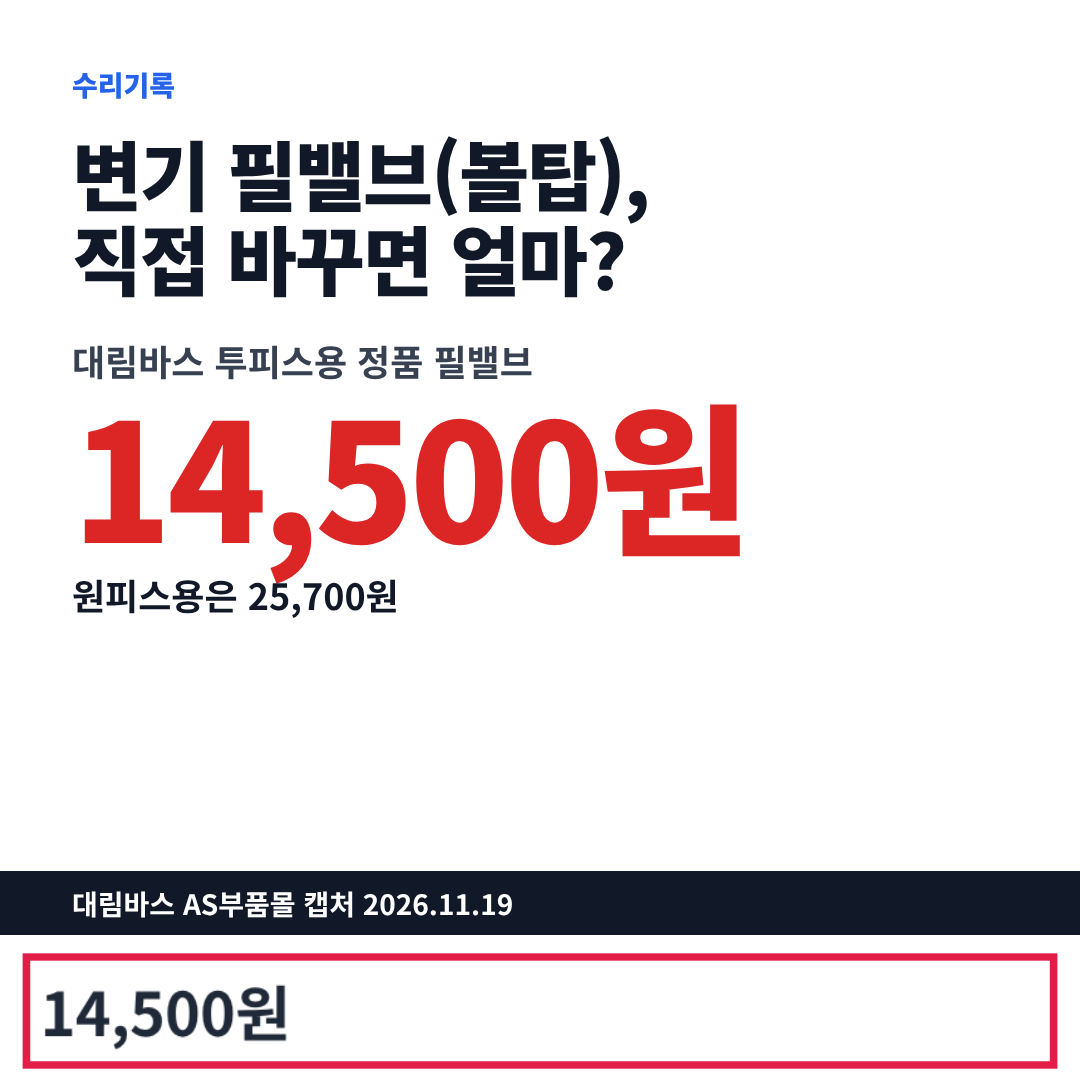 수리기록
변기 필밸브(볼탑),
직접 바꾸면 얼마?
대림바스 투피스용 정품 필밸브
14,500원
원피스용은 25,700원
대림바스 AS부품몰 캡처 2026.11.19
14,500원